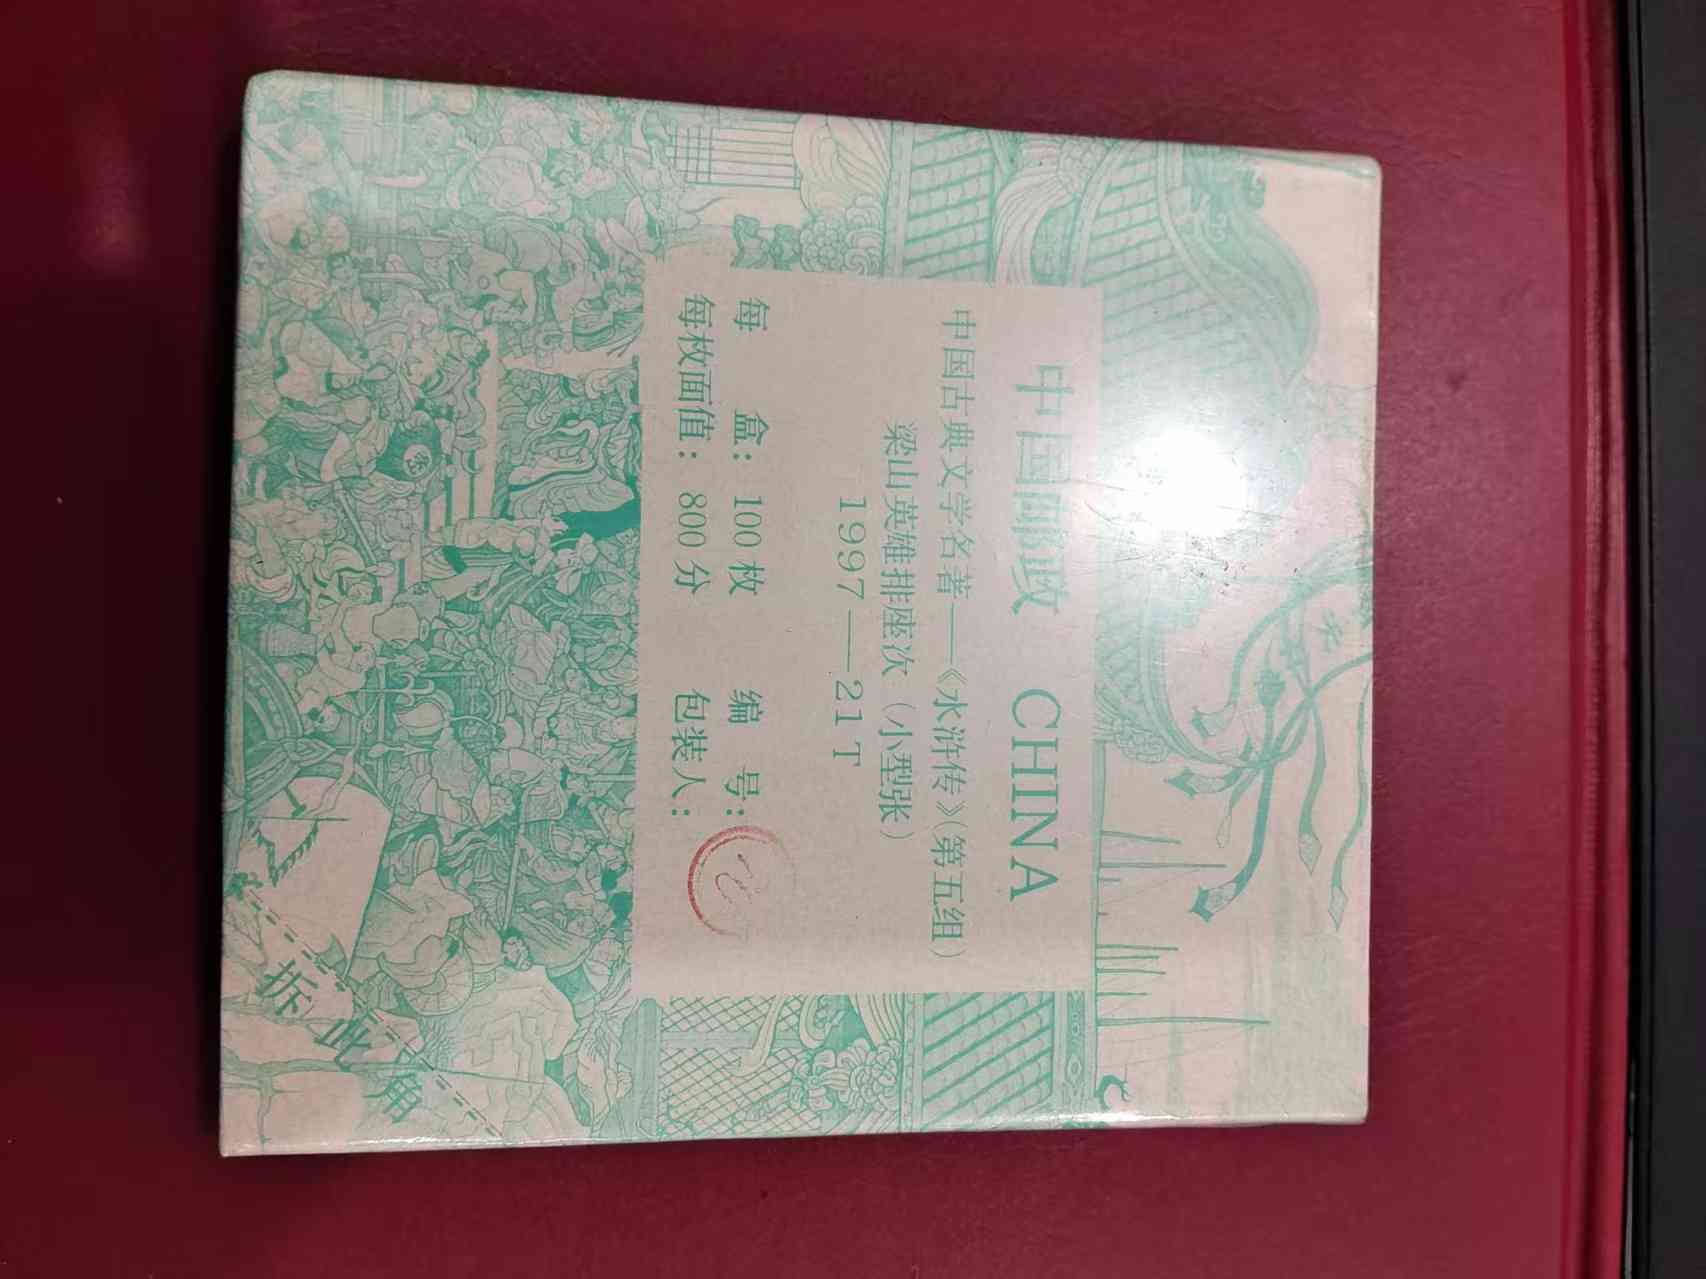 中国邮政 CHINA
中国古典文学名著——《水浒传》(第五组)
梁山英雄排座次 (小型张)
1997—21T
每 盒: 100 枚 编 号:
每枚面值: 800 分 包装人:
拆此角